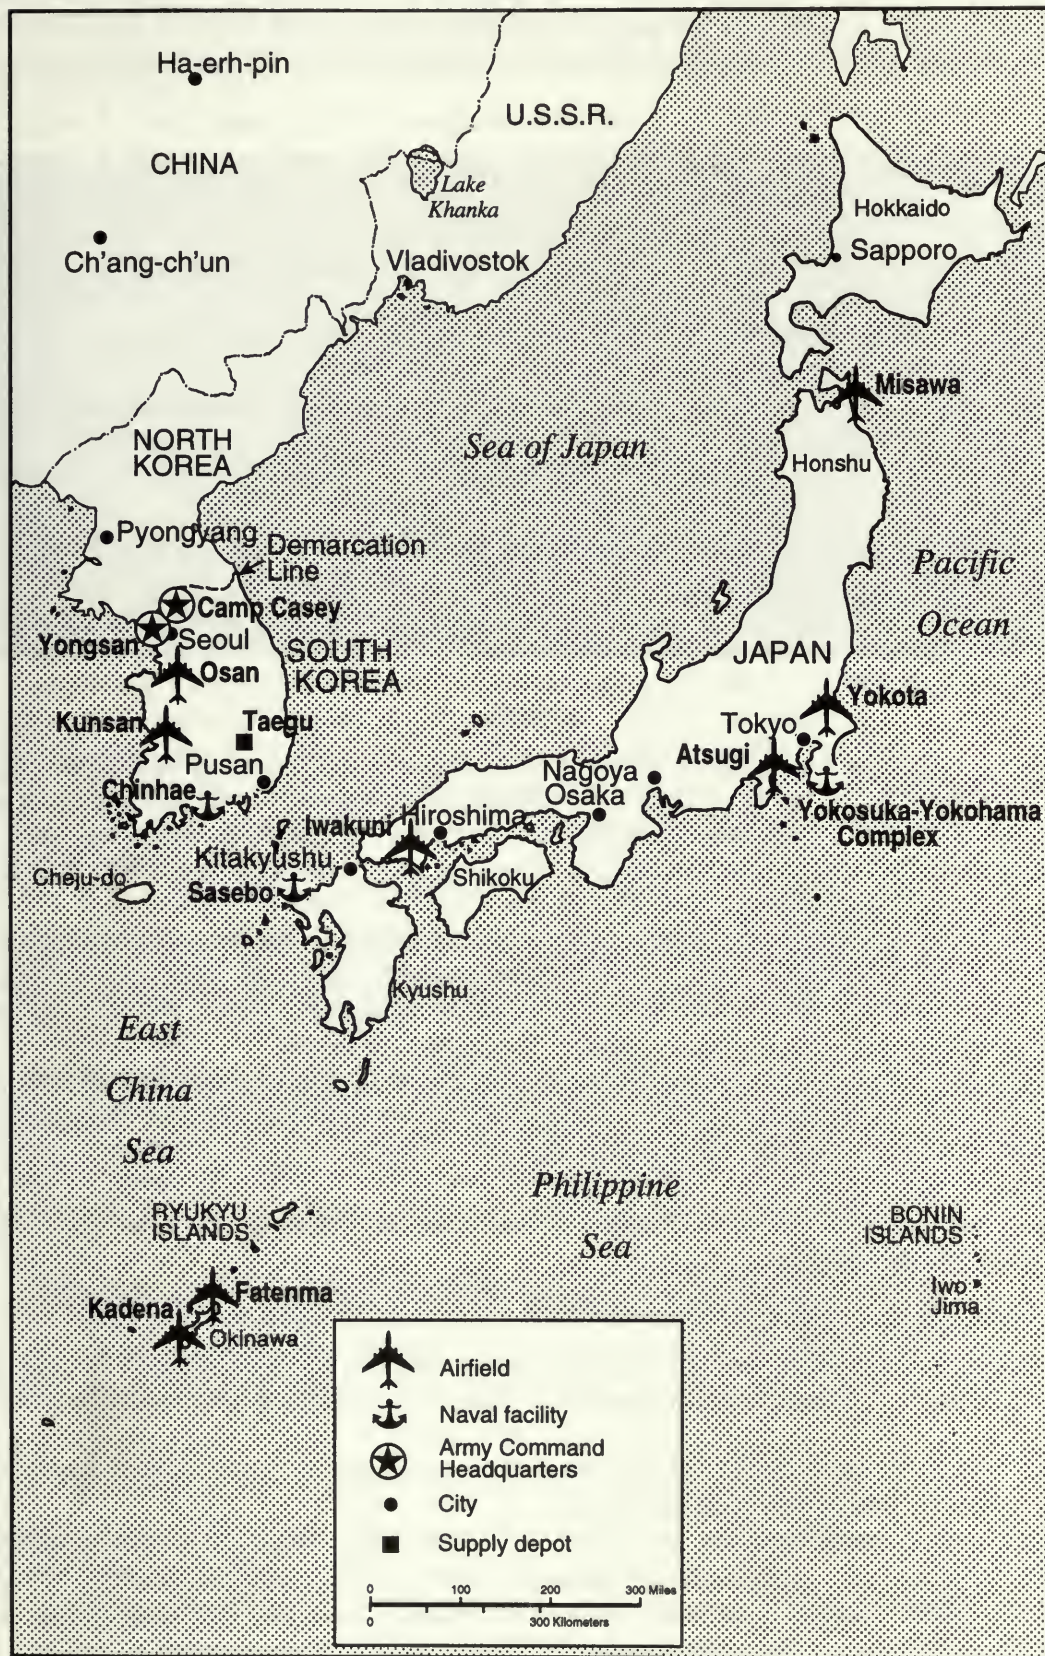 Ha-erh-pin
U.S.S.R.
CHINA
Lake
Khanka
Hokkaido
Ch'ang-ch'un
Vladivostok
Sapporo
Misawa
NORTH
KOREA
Sea of Japan
Honshu
Pyongyang
Demarcation
Line
Pacific
Ocean
Camp Casey
Yongsan
Seoul
SOUTH
KOREA
JAPAN
Osan
Yokota
Kunsan
Taegu
Tokyo
Atsugi
Pusan
Nagoya
Osaka
Chinhae
Yokosuka-Yokohama
Complex
Iwakuni
Hiroshima
Kitakyushu
Cheju-do
Sasebo
Shikoku
Kyushu
East
China
Sea
Philippine
Sea
RYUKYU
ISLANDS
BONIN
ISLANDS
Iwo
Jima
Fatenma
Kadena
Okinawa
Airfield
Naval facility
Army Command
Headquarters
City
Supply depot
0 100 200 300 Miles
0 300 Kilometers